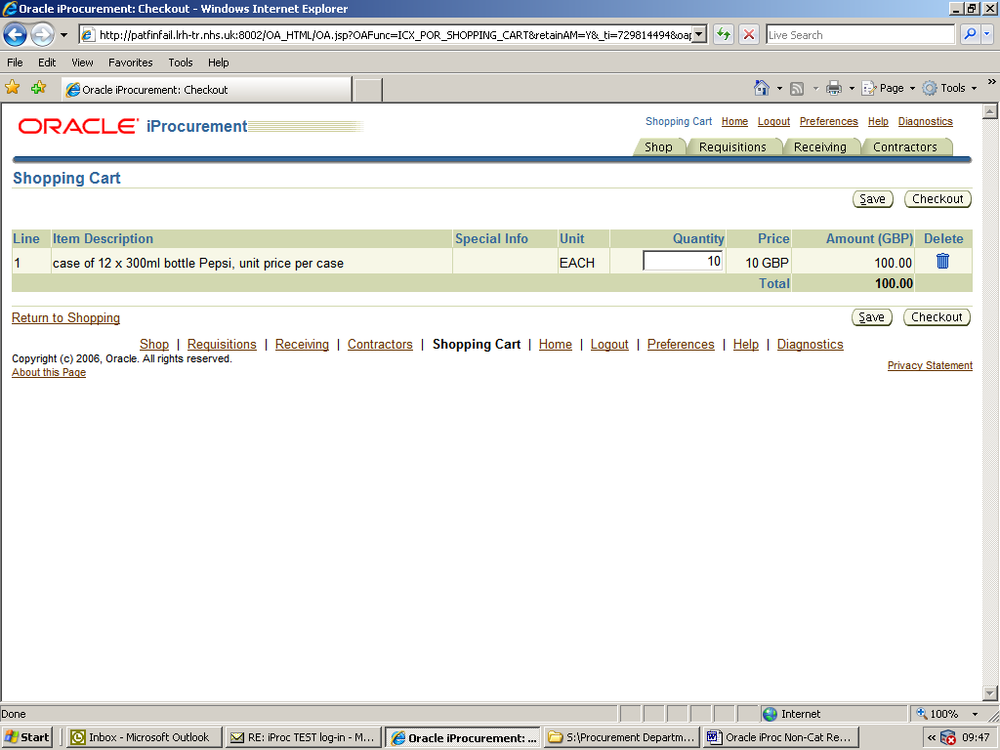 Oracle iProcurement: Checkout - Windows Internet Explorer
http://patfinfail.lrh-tr.nhs.uk:8002/OA_HTML/OA.jsp?OAFunc=ICX_POR_SHOPPING_CART&retainAM=Y&_ti=729814494&oap
Live Search
File Edit View Favorites Tools Help
Oracle iProcurement: Checkout
Page Tools »
ORACLE® iProcurement
Shopping Cart Home Logout Preferences Help Diagnostics
Shop Requisitions Receiving Contractors
Shopping Cart
Save Checkout
Line Item Description Special Info Unit Quantity Price Amount (GBP) Delete
1 case of 12 x 300ml bottle Pepsi, unit price per case EACH 10 10 GBP 100.00
Total 100.00
Return to Shopping Save Checkout
Shop | Requisitions | Receiving | Contractors | Shopping Cart | Home | Logout | Preferences | Help | Diagnostics
Copyright (c) 2006, Oracle. All rights reserved.
About this Page Privacy Statement
Done Internet 100%
Start Inbox - Microsoft Outlook RE: iProc TEST log-in - M... Oracle iProcurement: ... S:\Procurement Departm... Oracle iProc Non-Cat Re... « 09:47